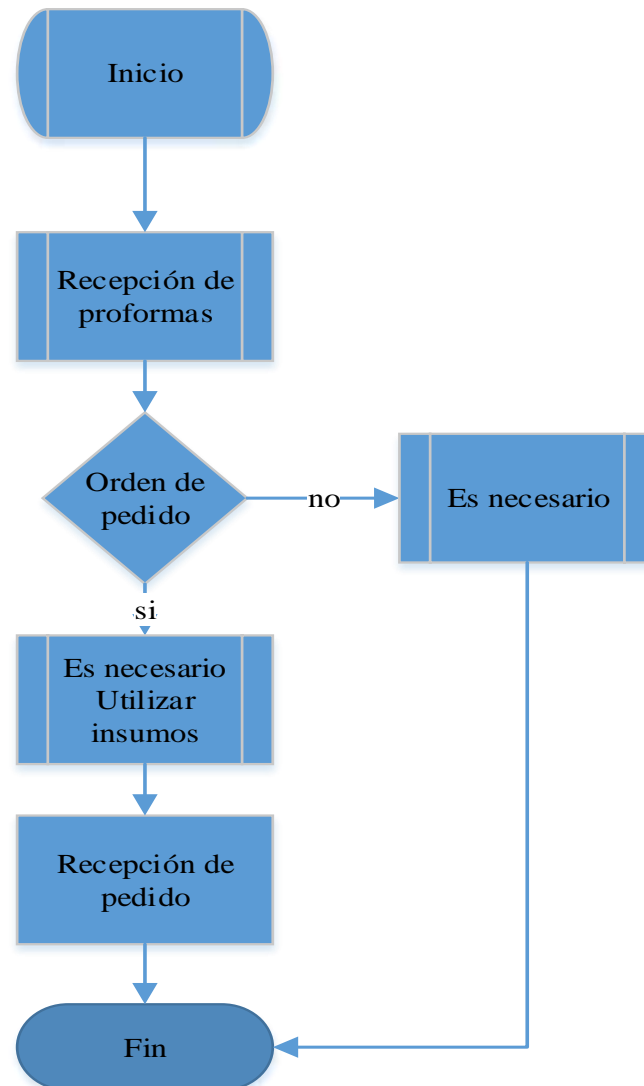 Inicio
Recepción de
proformas
Orden de
pedido
no
Es necesario
si
Es necesario
Utilizar
insumos
Recepción de
pedido
Fin